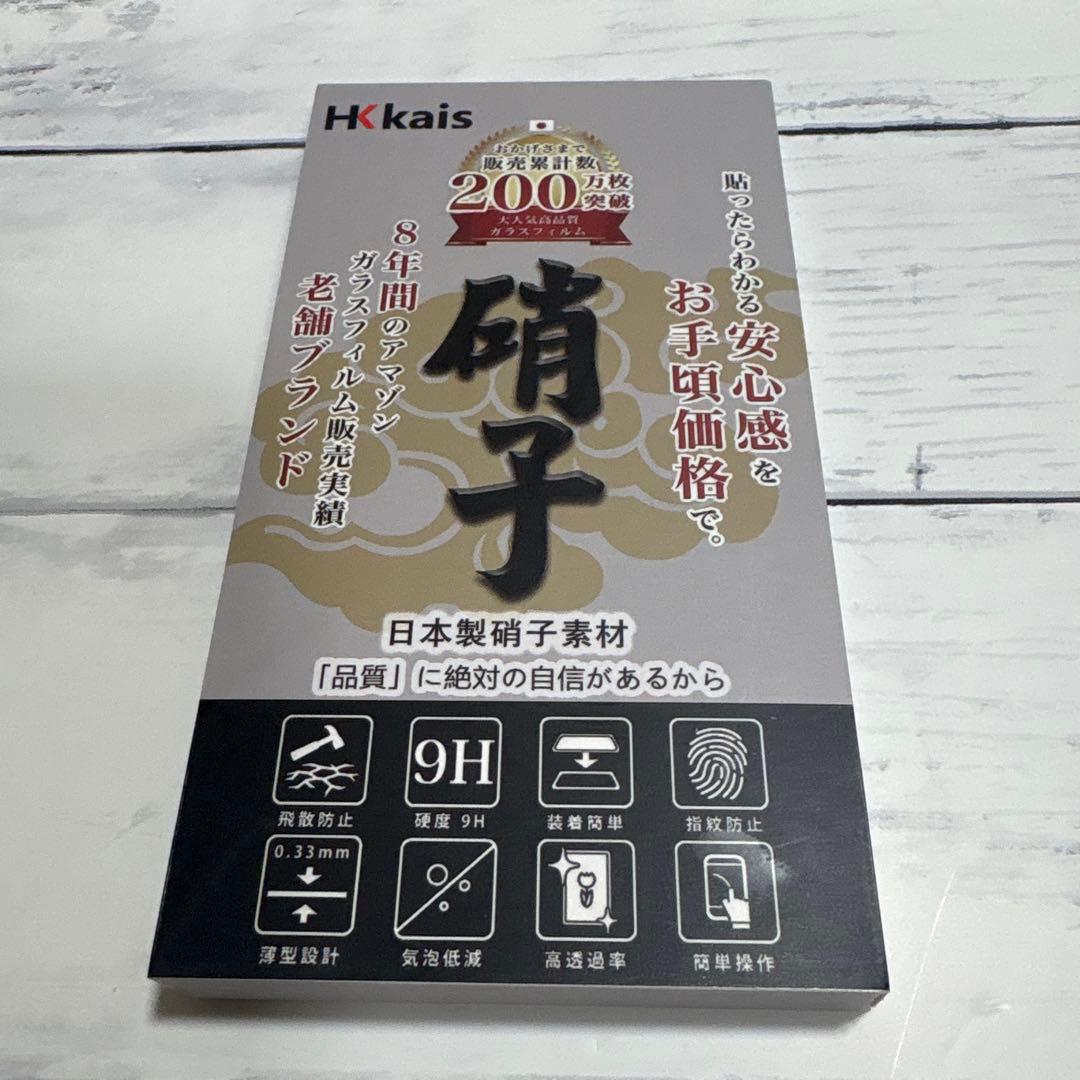 HKkais
おかげさまで
販売累計数
200万枚
突破
大人気高品質
ガラスフィルム
貼ったらわかる安心感を
お手頃価格で。
8年間のアマゾン
ガラスフィルム販売実績
老舗ブランド
硝子
日本製硝子素材
「品質」に絶対の自信があるから
9H
飛散防止
硬度 9H
装着簡単
指紋防止
0.33mm
薄型設計
気泡低減
高透過率
簡単操作